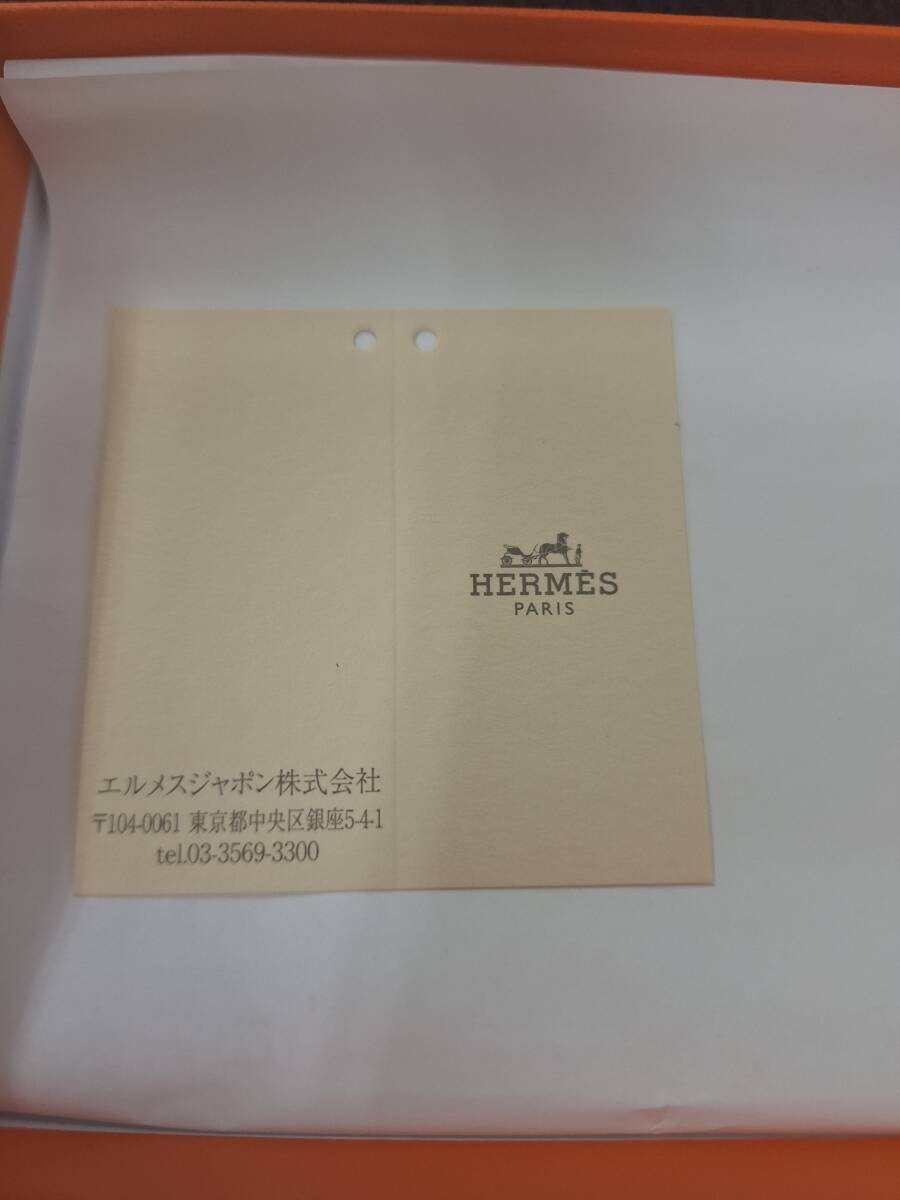 HERMÈS
PARIS
エルメスジャポン株式会社
〒104-0061 東京都中央区銀座5-4-1
tel.03-3569-3300